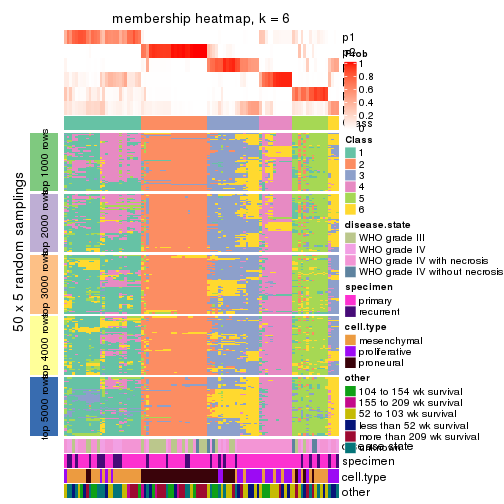 membership heatmap, k = 6
p1
p2
Prob
1
0.8
0.6
0.4
0.2
0
Class
Class
1
2
3
4
5
6
50 x 5 random samplings
top 1000 rows
top 2000 rows
top 3000 rows
top 4000 rows
top 5000 rows
disease.state
WHO grade III
WHO grade IV
WHO grade IV with necrosis
WHO grade IV without necrosis
specimen
primary
recurrent
cell.type
mesenchymal
proliferative
proneural
other
104 to 154 wk survival
155 to 209 wk survival
52 to 103 wk survival
less than 52 wk survival
more than 209 wk survival
unknown
disease.state
specimen
cell.type
other